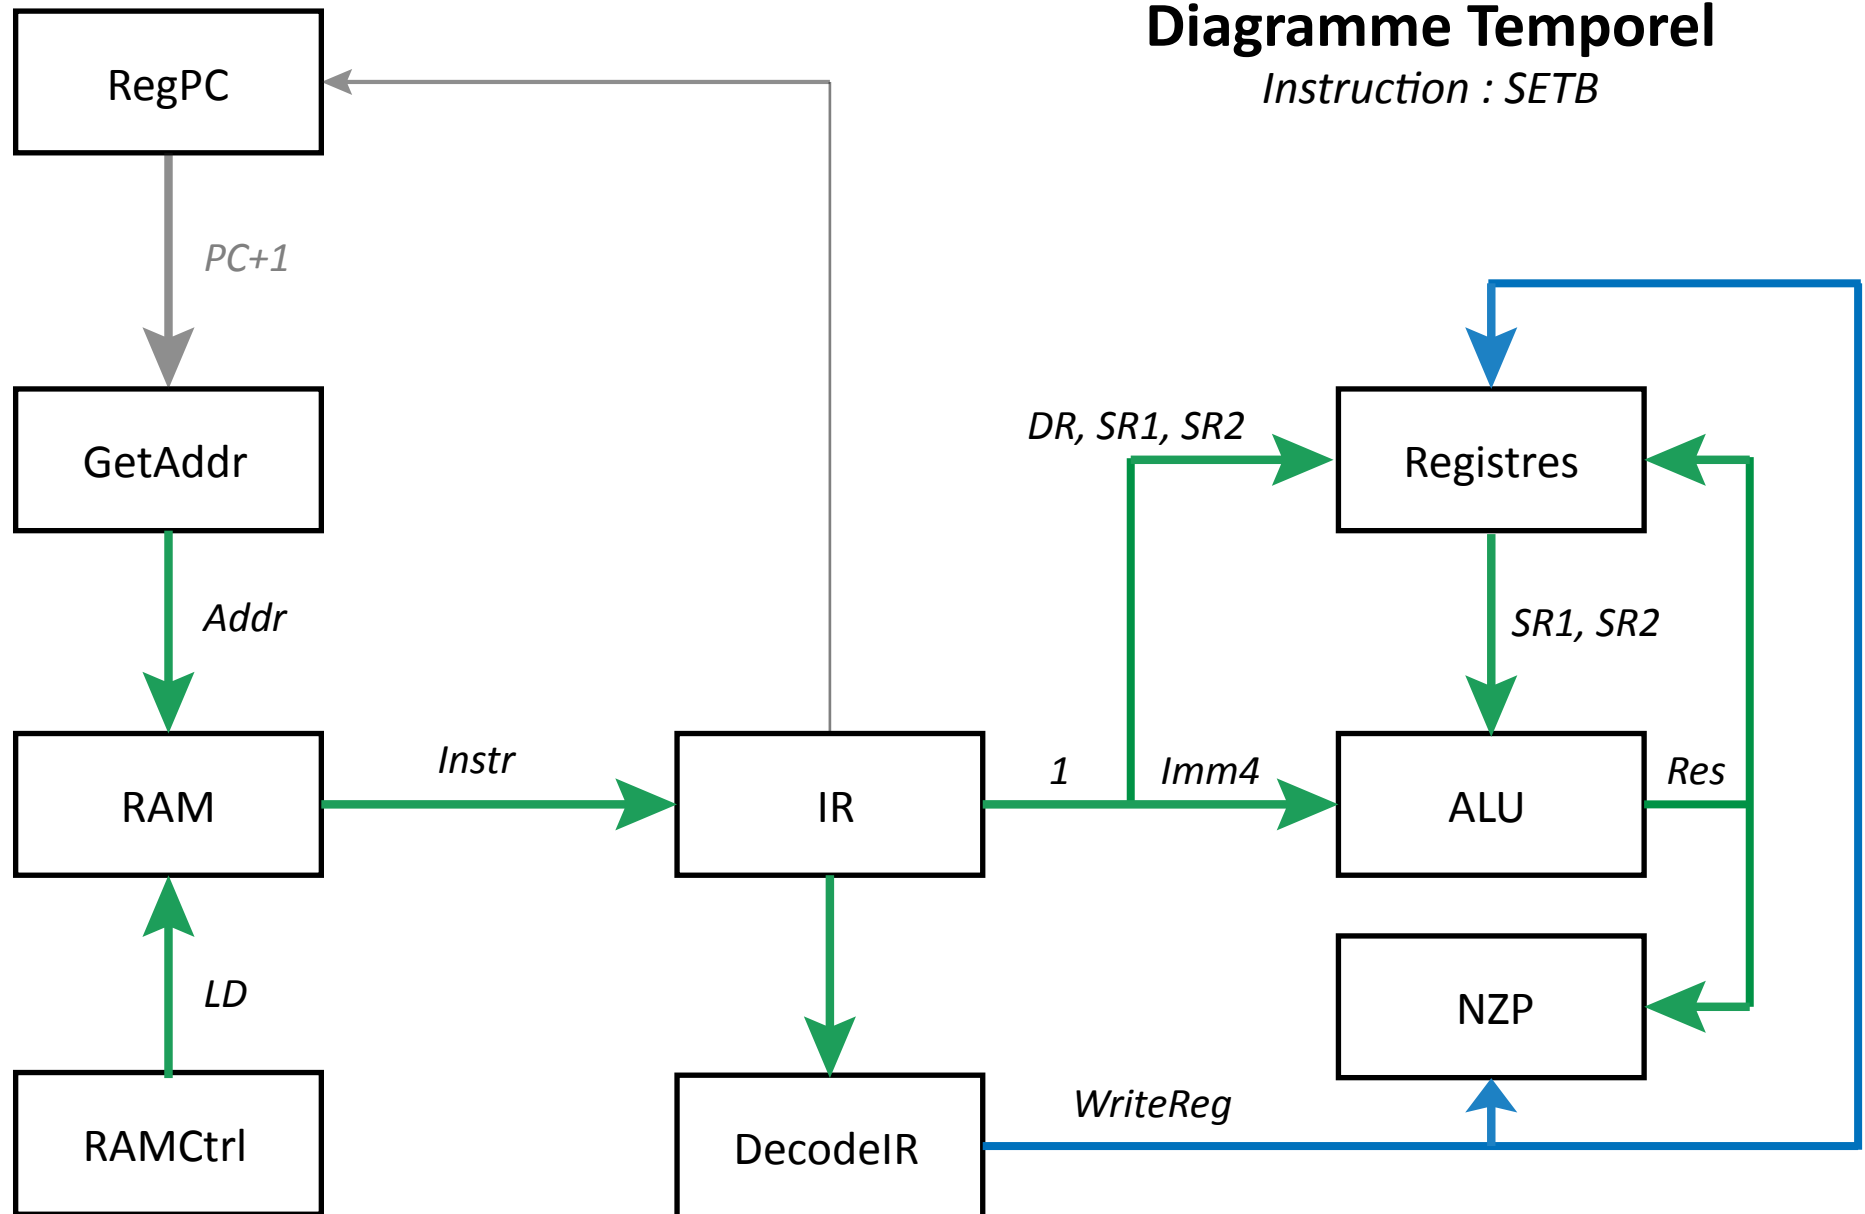 Diagramme Temporel
Instruction : SETB
RegPC
PC+1
GetAddr
DR, SR1, SR2
Registres
Addr
SR1, SR2
Instr
1
Imm4
Res
RAM
IR
ALU
LD
NZP
WriteReg
RAMCtrl
DecodeIR